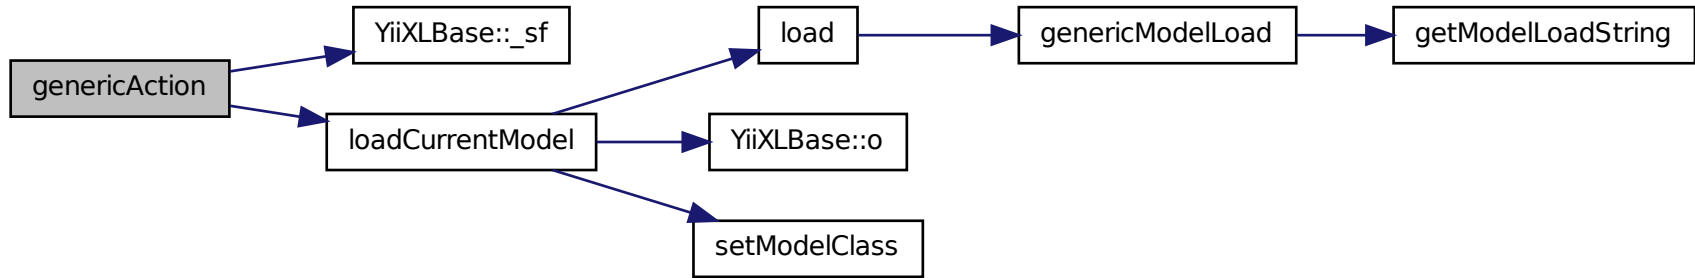 genericAction
YiiXLBase::_sf
loadCurrentModel
load
genericModelLoad
getModelLoadString
YiiXLBase::o
setModelClass